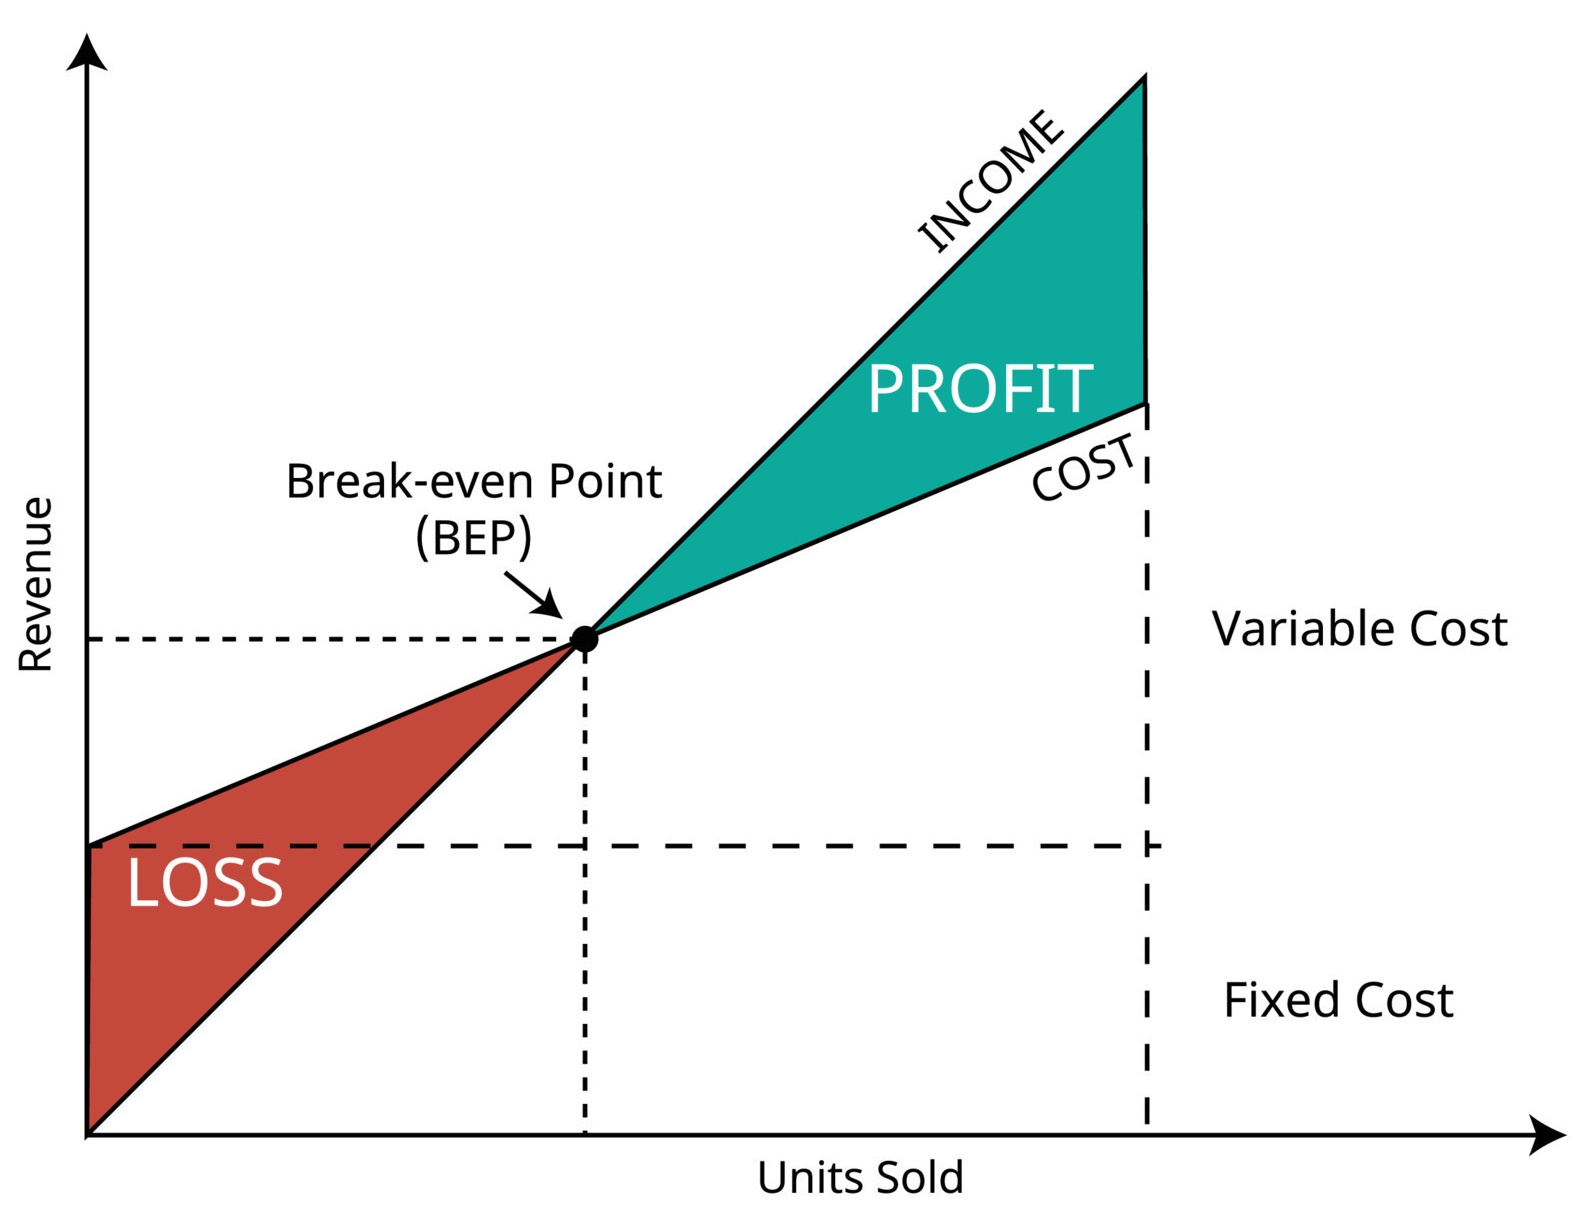 INCOME
PROFIT
COST
Break-even Point
(BEP)
Revenue
Variable Cost
LOSS
Fixed Cost
Units Sold